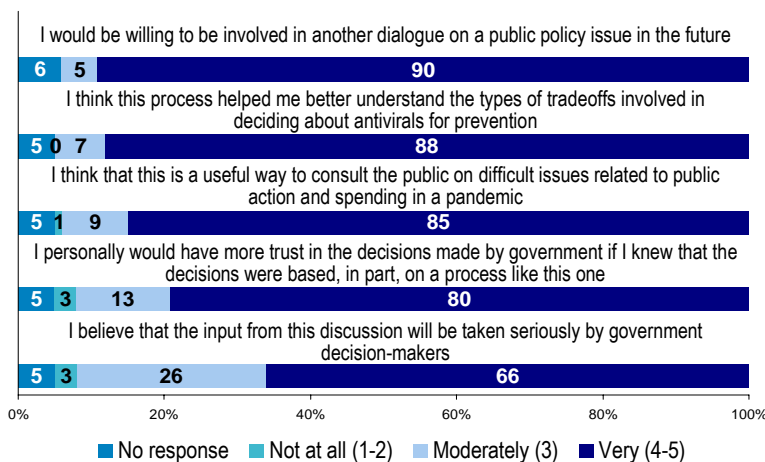 I would be willing to be involved in another dialogue on a public policy issue in the future
6 5 90
I think this process helped me better understand the types of tradeoffs involved in
deciding about antivirals for prevention
5 0 7 88
I think that this is a useful way to consult the public on difficult issues related to public
action and spending in a pandemic
5 1 9 85
I personally would have more trust in the decisions made by government if I knew that the
decisions were based, in part, on a process like this one
5 3 13 80
I believe that the input from this discussion will be taken seriously by government
decision-makers
5 3 26 66
0% 20% 40% 60% 80% 100%
No response Not at all (1-2) Moderately (3) Very (4-5)